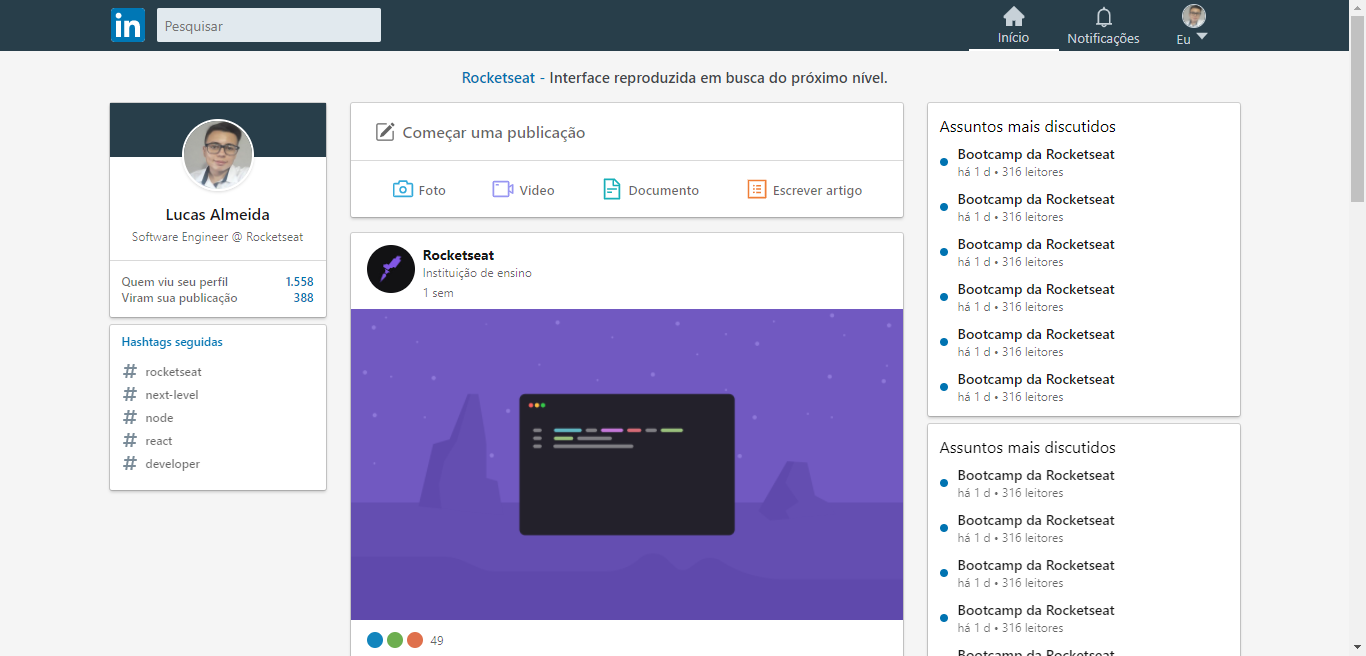 in
Pesquisar
Início
Notificações
Eu
Rocketseat - Interface reproduzida em busca do próximo nível.
Lucas Almeida
Software Engineer @ Rocketseat
Quem viu seu perfil 1.558
Viram sua publicação 388
Hashtags seguidas
# rocketseat
# next-level
# node
# react
# developer
Começar uma publicação
Foto
Video
Documento
Escrever artigo
Rocketseat
Instituição de ensino
1 sem
49
Assuntos mais discutidos
Bootcamp da Rocketseat
há 1 d • 316 leitores
Bootcamp da Rocketseat
há 1 d • 316 leitores
Bootcamp da Rocketseat
há 1 d • 316 leitores
Bootcamp da Rocketseat
há 1 d • 316 leitores
Bootcamp da Rocketseat
há 1 d • 316 leitores
Bootcamp da Rocketseat
há 1 d • 316 leitores
Assuntos mais discutidos
Bootcamp da Rocketseat
há 1 d • 316 leitores
Bootcamp da Rocketseat
há 1 d • 316 leitores
Bootcamp da Rocketseat
há 1 d • 316 leitores
Bootcamp da Rocketseat
há 1 d • 316 leitores
Bootcamp da Rocketseat